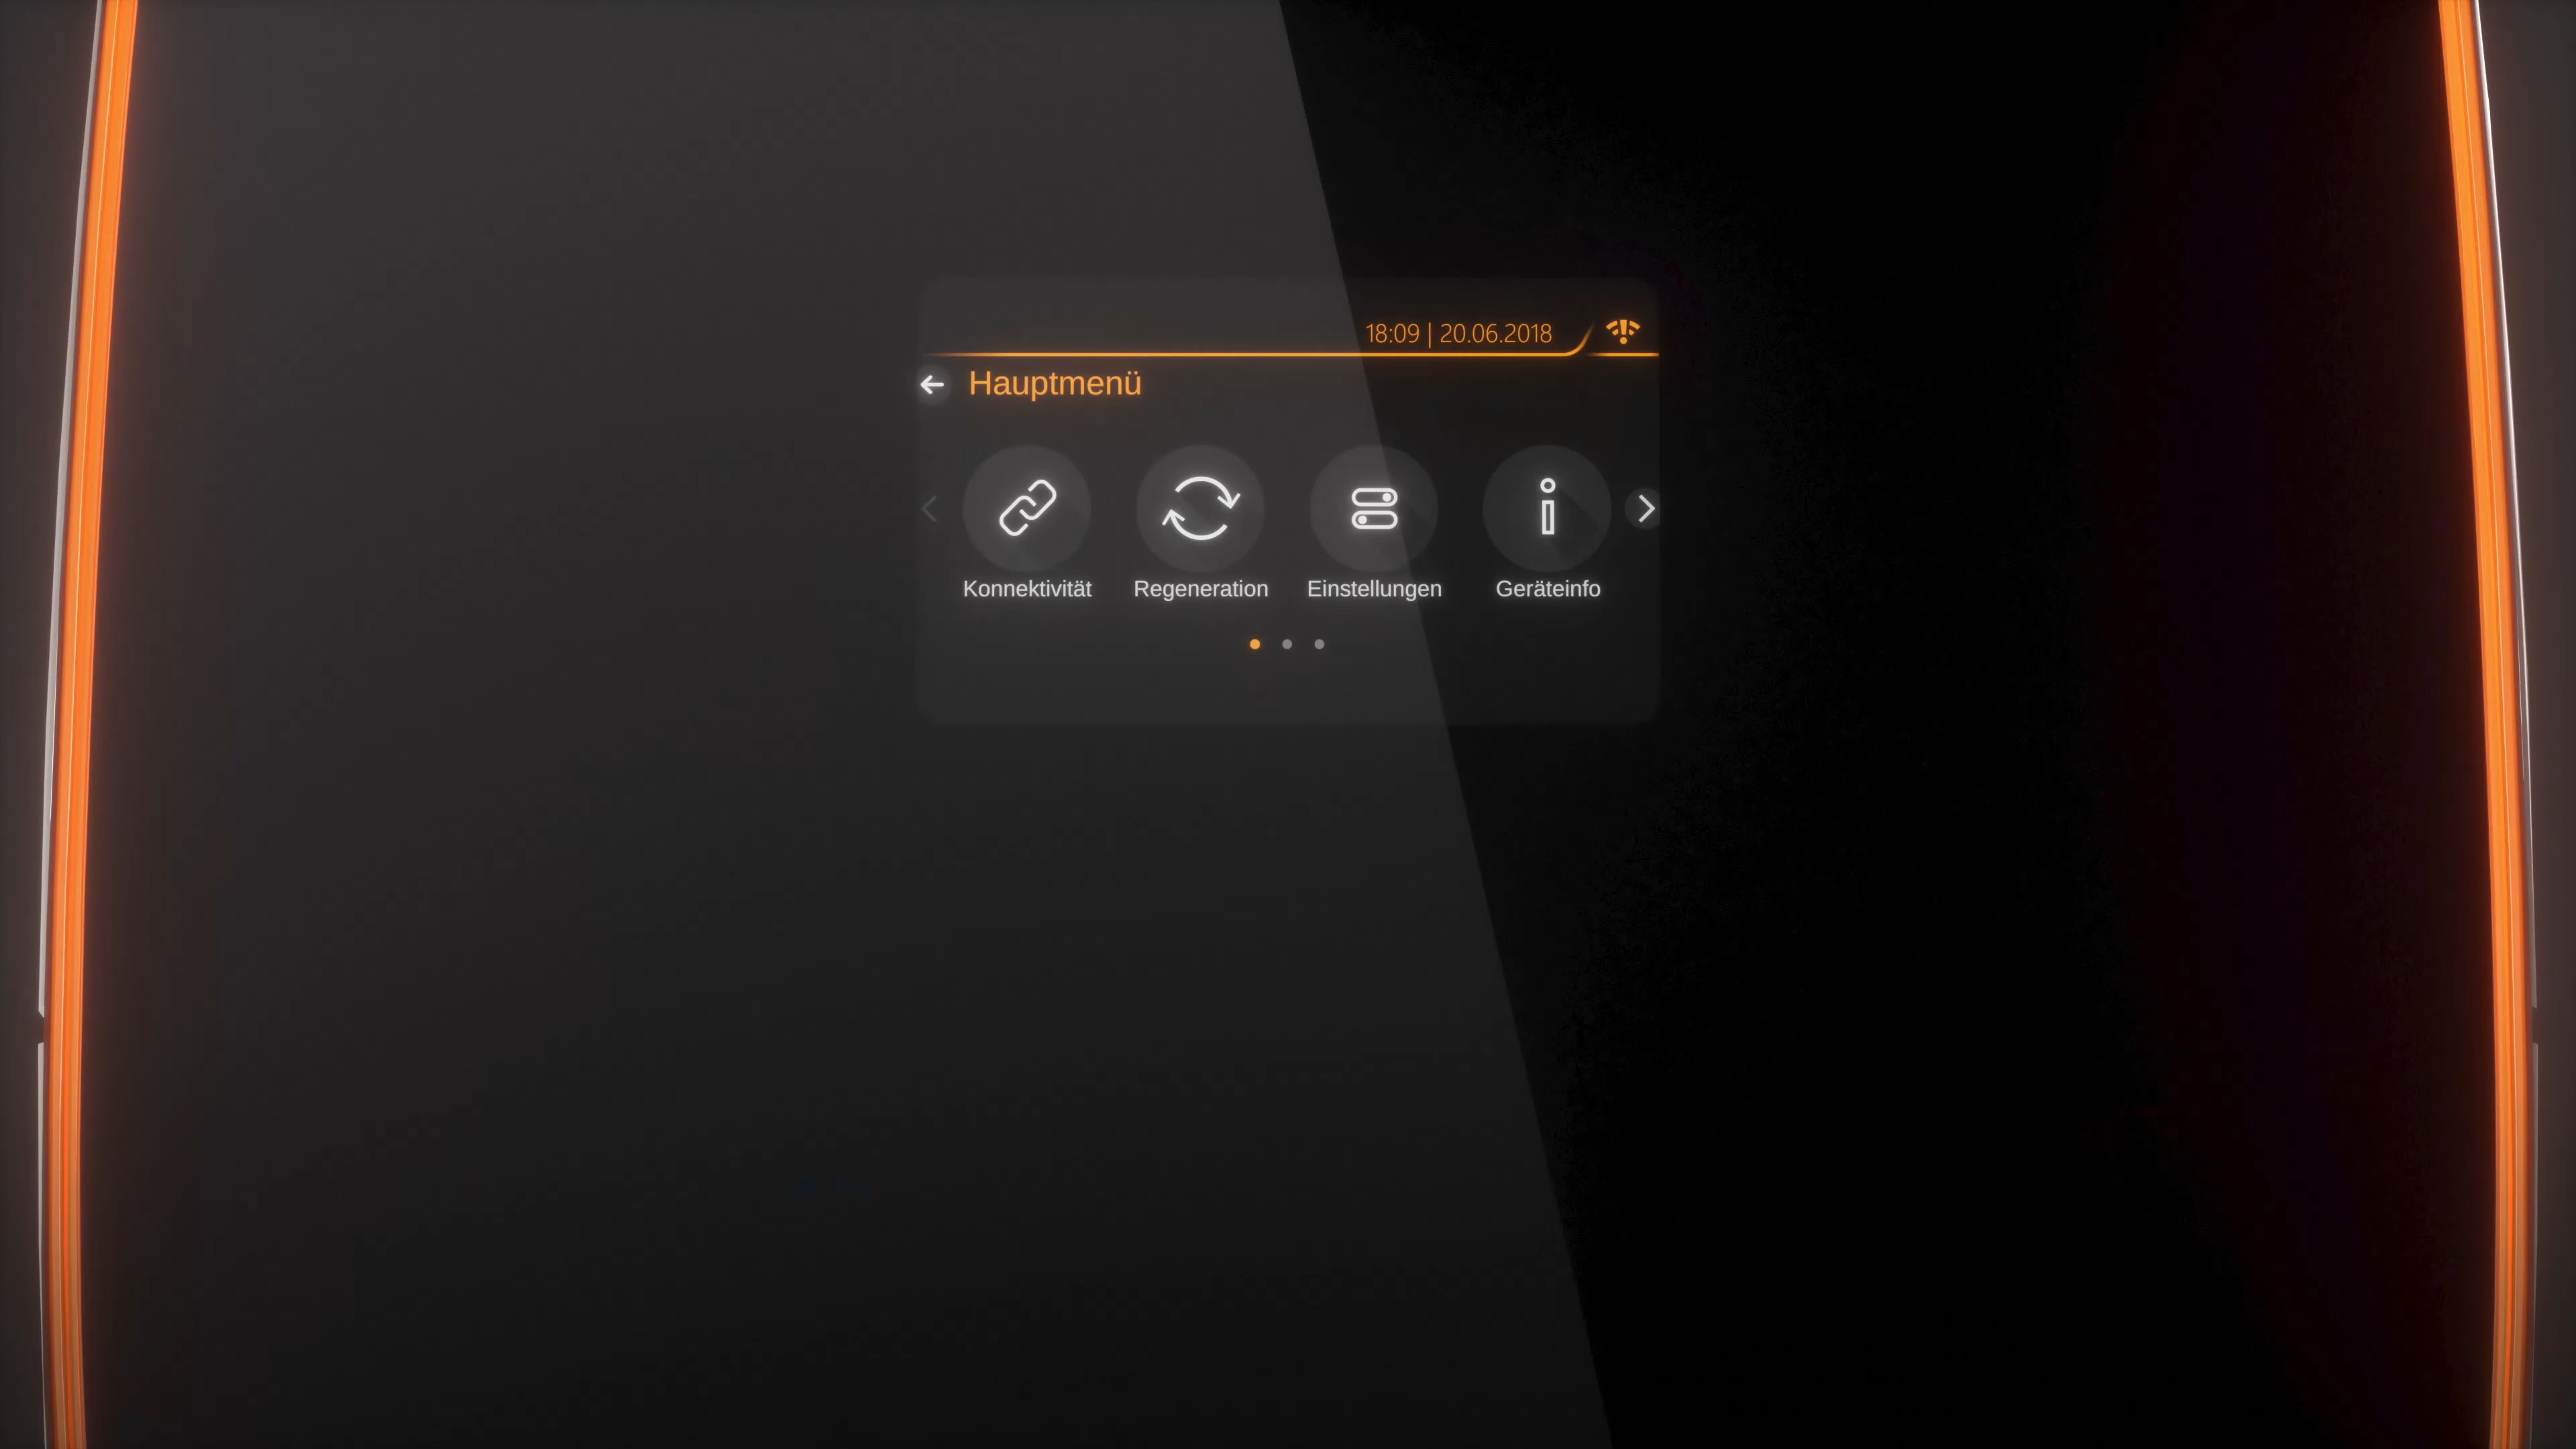 18:09 | 20.06.2018
Hauptmenü
Konnektivität
Regeneration
Einstellungen
Geräteinfo